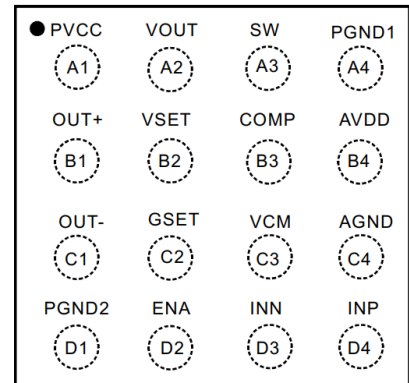 PVCC VOUT SW PGND1
A1 A2 A3 A4
OUT+ VSET COMP AVDD
B1 B2 B3 B4
OUT- GSET VCM AGND
C1 C2 C3 C4
PGND2 ENA INN INP
D1 D2 D3 D4